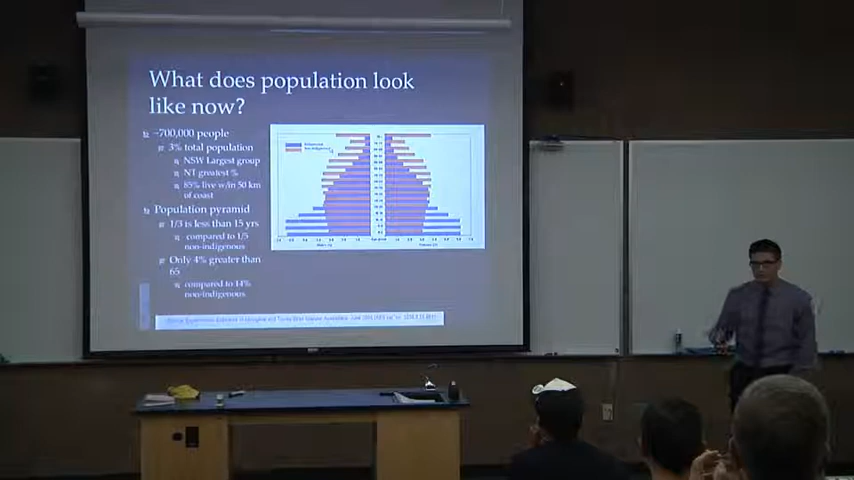 What does population look
like now?
~700,000 people
3% total population
NSW Largest group
NT greatest %
85% live w/in 50 km
of coast
Population pyramid
1/3 is less than 15 yrs
compared to 1/5
non-indigenous
Only 4% greater than
65
compared to 14%
non-indigenous